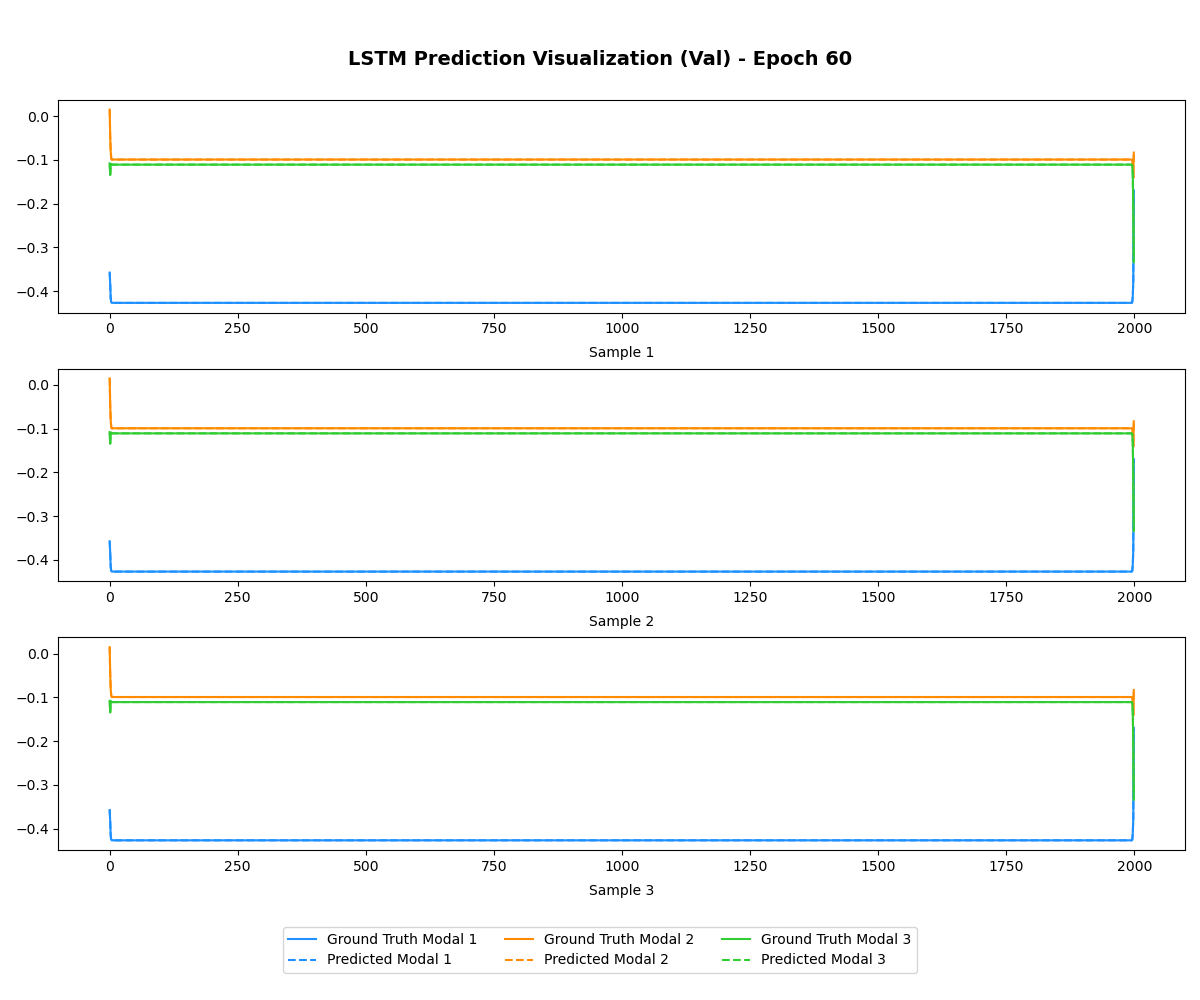 LSTM Prediction Visualization (Val) - Epoch 60
0.0
−0.1
−0.2
−0.3
−0.4
0 250 500 750 1000 1250 1500 1750 2000
Sample 1
0.0
−0.1
−0.2
−0.3
−0.4
0 250 500 750 1000 1250 1500 1750 2000
Sample 2
0.0
−0.1
−0.2
−0.3
−0.4
0 250 500 750 1000 1250 1500 1750 2000
Sample 3
Ground Truth Modal 1 Ground Truth Modal 2 Ground Truth Modal 3
Predicted Modal 1 Predicted Modal 2 Predicted Modal 3